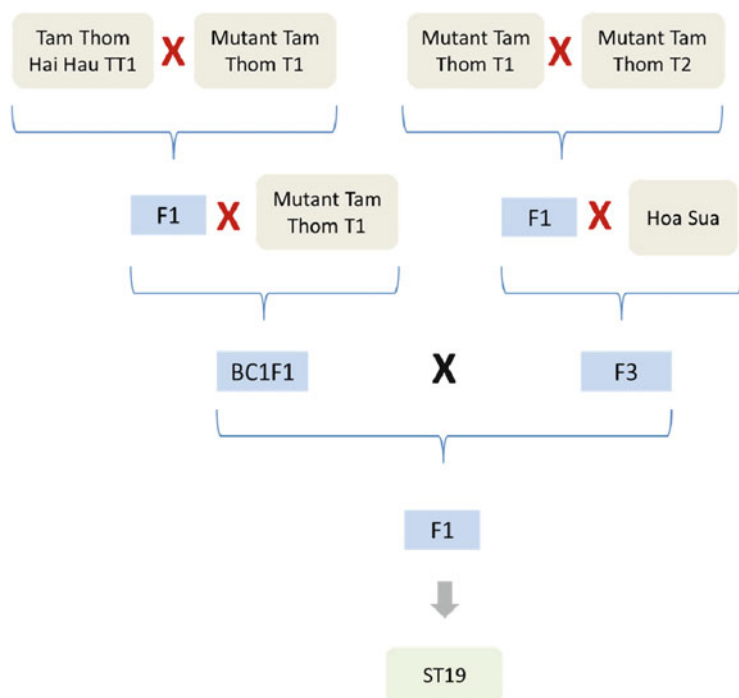 Tam Thom
Hai Hau TT1
X
Mutant Tam
Thom T1
Mutant Tam
Thom T1
X
Mutant Tam
Thom T2
F1
X
Mutant Tam
Thom T1
F1
X
Hoa Sua
BC1F1
X
F3
F1
ST19